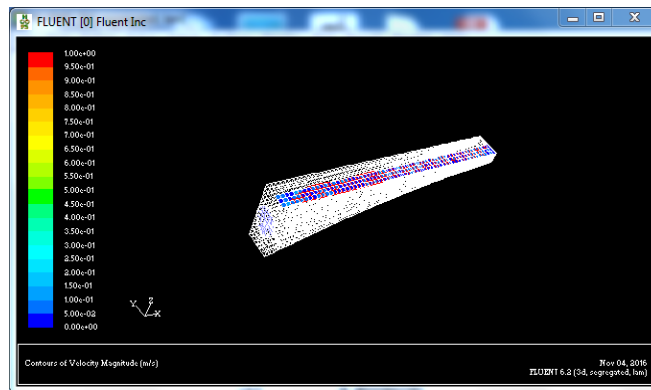 FLUENT [0] Fluent Inc
1.00e+00
9.50e-01
9.00e-01
8.50e-01
8.00e-01
7.50e-01
7.00e-01
6.50e-01
6.00e-01
5.50e-01
5.00e-01
4.50e-01
4.00e-01
3.50e-01
3.00e-01
2.50e-01
2.00e-01
1.50e-01
1.00e-01
5.00e-02
0.00e+00
Y
Z
X
Contours of Velocity Magnitude (m/s)
Nov 04, 2016
FLUENT 6.2 (3d, segregated, lam)